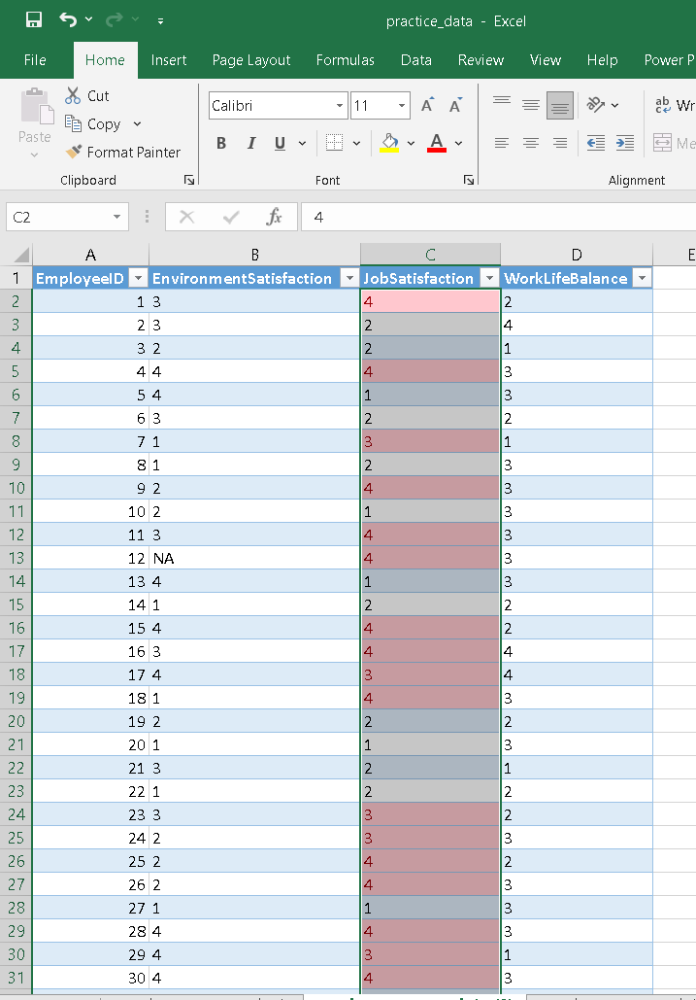 practice_data - Excel
File Home Insert Page Layout Formulas Data Review View Help Power P
Paste Cut
Copy
Format Painter
Clipboard
Calibri 11 A A
B I U A
Font
ab Wr
Me
Alignment
C2 fx 4
A B C D E
1 EmployeeID EnvironmentSatisfaction JobSatisfaction WorkLifeBalance
2 1 3 4 2
3 2 3 2 4
4 3 2 2 1
5 4 4 4 3
6 5 4 1 3
7 6 3 2 2
8 7 1 3 1
9 8 1 2 3
10 9 2 4 3
11 10 2 1 3
12 11 3 4 3
13 12 NA 4 3
14 13 4 1 3
15 14 1 2 2
16 15 4 4 2
17 16 3 4 4
18 17 4 3 4
19 18 1 4 3
20 19 2 2 2
21 20 1 1 3
22 21 3 2 1
23 22 1 2 2
24 23 3 3 2
25 24 2 3 3
26 25 2 4 2
27 26 2 4 3
28 27 1 1 3
29 28 4 4 3
30 29 4 3 1
31 30 4 4 3